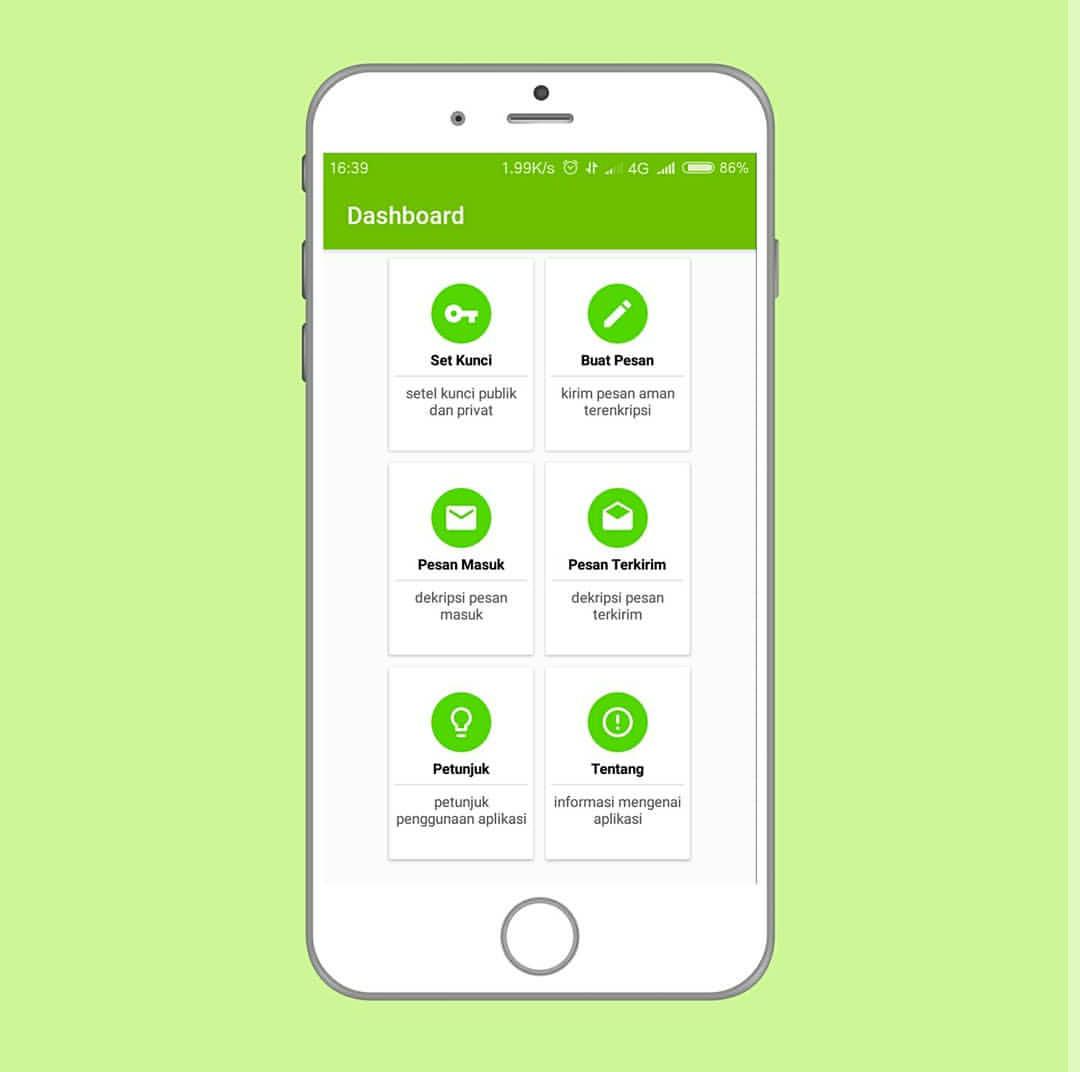 16:39 1.99K/s 4G 86%
Dashboard
Set Kunci
setel kunci publik
dan privat
Buat Pesan
kirim pesan aman
terenkripsi
Pesan Masuk
dekripsi pesan
masuk
Pesan Terkirim
dekripsi pesan
terkirim
Petunjuk
petunjuk
penggunaan aplikasi
Tentang
informasi mengenai
aplikasi